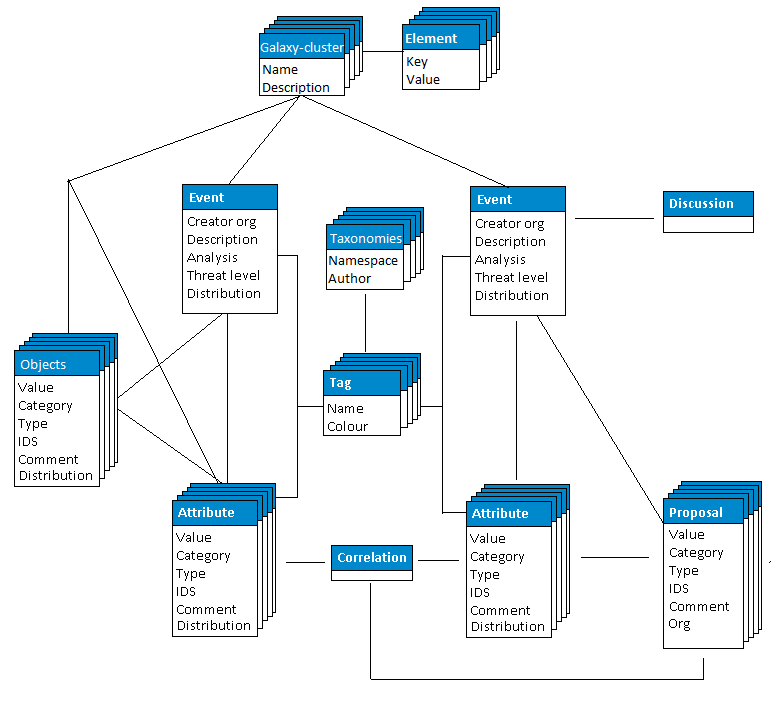 Galaxy-cluster
Name
Description
Element
Key
Value
Event
Creator org
Description
Analysis
Threat level
Distribution
Taxonomies
Namespace
Author
Event
Creator org
Description
Analysis
Threat level
Distribution
Discussion
Objects
Value
Category
Type
IDS
Comment
Distribution
Tag
Name
Colour
Attribute
Value
Category
Type
IDS
Comment
Distribution
Correlation
Attribute
Value
Category
Type
IDS
Comment
Distribution
Proposal
Value
Category
Type
IDS
Comment
Org